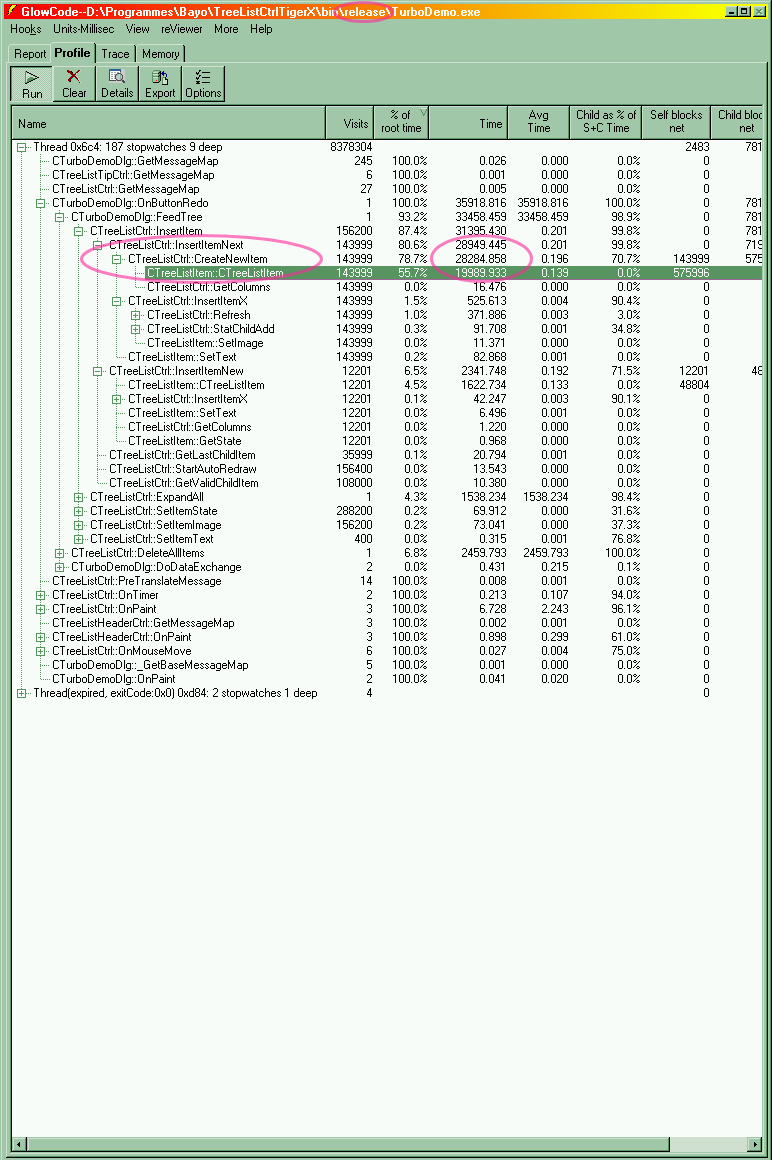 GlowCode--D:\Programmes\Bayo\TreeListCtrlTigerX\bin\release\TurboDemo.exe
Hooks Units-Millisec View reViewer More Help
Report Profile Trace Memory
Run Clear Details Export Options
Name Visits % of root time Time Avg Time Child as % of S+C Time Self blocks net Child bloc net
Thread 0x6c4: 187 stopwatches 9 deep 8378304 2483 781
CTurboDemoDlg::GetMessageMap 245 100.0% 0.026 0.000 0.0% 0
CTreeListTipCtrl::GetMessageMap 6 100.0% 0.001 0.000 0.0% 0
CTreeListCtrl::GetMessageMap 27 100.0% 0.005 0.000 0.0% 0
CTurboDemoDlg::OnButtonRedo 1 100.0% 35918.816 35918.816 100.0% 0 781
CTurboDemoDlg::FeedTree 1 93.2% 33458.459 33458.459 98.9% 0 781
CTreeListCtrl::InsertItem 156200 87.4% 31395.430 0.201 99.8% 0 781
CTreeListCtrl::InsertItemNext 143999 80.6% 28949.445 0.201 99.8% 0 719
CTreeListCtrl::CreateNewItem 143999 78.7% 28284.858 0.196 70.7% 143999 575
CTreeListItem::CTreeListItem 143999 55.7% 19989.933 0.139 0.0% 575996
CTreeListCtrl::GetColumns 143999 0.0% 16.476 0.000 0.0% 0
CTreeListCtrl::InsertItemX 143999 1.5% 525.613 0.004 90.4% 0
CTreeListCtrl::Refresh 143999 1.0% 371.886 0.003 3.0% 0
CTreeListCtrl::StatChildAdd 143999 0.3% 91.708 0.001 34.8% 0
CTreeListItem::SetImage 143999 0.0% 11.371 0.000 0.0% 0
CTreeListItem::SetText 143999 0.2% 82.868 0.001 0.0% 0
CTreeListCtrl::InsertItemNew 12201 6.5% 2341.748 0.192 71.5% 12201 48
CTreeListItem::CTreeListItem 12201 4.5% 1622.734 0.133 0.0% 48804
CTreeListCtrl::InsertItemX 12201 0.1% 42.247 0.003 90.1% 0
CTreeListItem::SetText 12201 0.0% 6.496 0.001 0.0% 0
CTreeListCtrl::GetColumns 12201 0.0% 1.220 0.000 0.0% 0
CTreeListItem::GetState 12201 0.0% 0.968 0.000 0.0% 0
CTreeListCtrl::GetLastChildItem 35999 0.1% 20.794 0.001 0.0% 0
CTreeListCtrl::StartAutoRedraw 156400 0.0% 13.543 0.000 0.0% 0
CTreeListCtrl::GetValidChildItem 108000 0.0% 10.380 0.000 0.0% 0
CTreeListCtrl::ExpandAll 1 4.3% 1538.234 1538.234 98.4% 0
CTreeListCtrl::SetItemState 288200 0.2% 69.912 0.000 31.6% 0
CTreeListCtrl::SetItemImage 156200 0.2% 73.041 0.000 37.3% 0
CTreeListCtrl::SetItemText 400 0.0% 0.315 0.001 76.8% 0
CTreeListCtrl::DeleteAllItems 1 6.8% 2459.793 2459.793 100.0% 0
CTurboDemoDlg::DoDataExchange 2 0.0% 0.431 0.215 0.1% 0
CTreeListCtrl::PreTranslateMessage 14 100.0% 0.008 0.001 0.0% 0
CTreeListCtrl::OnTimer 2 100.0% 0.213 0.107 94.0% 0
CTreeListCtrl::OnPaint 3 100.0% 6.728 2.243 96.1% 0
CTreeListHeaderCtrl::GetMessageMap 3 100.0% 0.002 0.001 0.0% 0
CTreeListHeaderCtrl::OnPaint 3 100.0% 0.898 0.299 61.0% 0
CTreeListCtrl::OnMouseMove 6 100.0% 0.027 0.004 75.0% 0
CTurboDemoDlg::_GetBaseMessageMap 5 100.0% 0.001 0.000 0.0% 0
CTurboDemoDlg::OnPaint 2 100.0% 0.041 0.020 0.0% 0
Thread(expired, exitCode:0x0) 0xd84: 2 stopwatches 1 deep 4 0